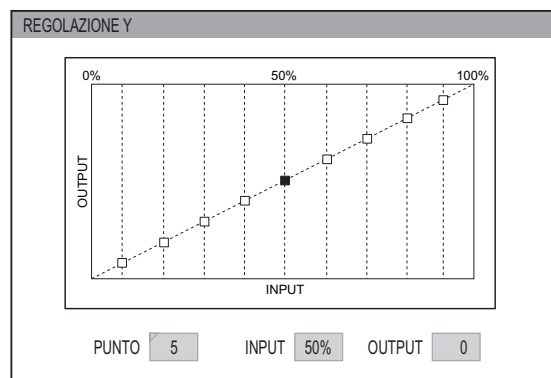 REGOLAZIONE Y
0% 50% 100%
OUTPUT
INPUT
PUNTO 5 INPUT 50% OUTPUT 0